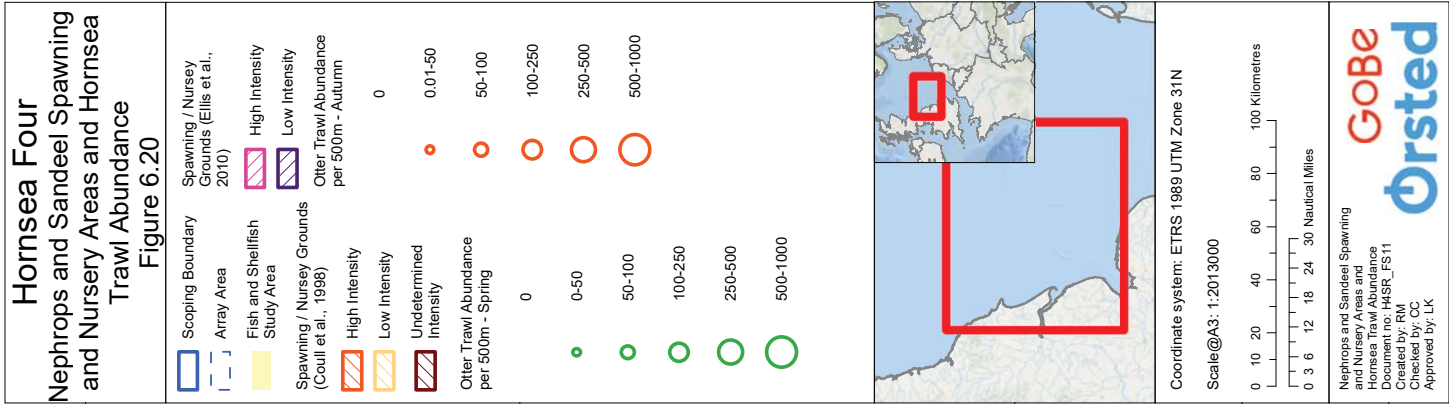 Hornsea Four
Nephrops and Sandeel Spawning
and Nursery Areas and Hornsea
Trawl Abundance
Figure 6.20
Scoping Boundary
Array Area
Fish and Shellfish
Study Area
Spawning / Nursey Grounds
(Coull et al., 1998)
High Intensity
Low Intensity
Undetermined
Intensity
Otter Trawl Abundance
per 500m - Spring
0
0-50
50-100
100-250
250-500
500-1000
Spawning / Nursey
Grounds (Ellis et al.,
2010)
High Intensity
Low Intensity
Otter Trawl Abundance
per 500m - Autumn
0
0.01-50
50-100
100-250
250-500
500-1000
Coordinate system: ETRS 1989 UTM Zone 31N
Scale@A3: 1:2013000
0 10 20 40 60 80 100 Kilometres
0 3 6 12 18 24 30 Nautical Miles
Nephrops and Sandeel Spawning
and Nursery Areas and
Hornsea Trawl Abundance
Document no: H4SR_FS11
Created by: RM
Checked by: CC
Approved by: LK
GoBe
Orsted